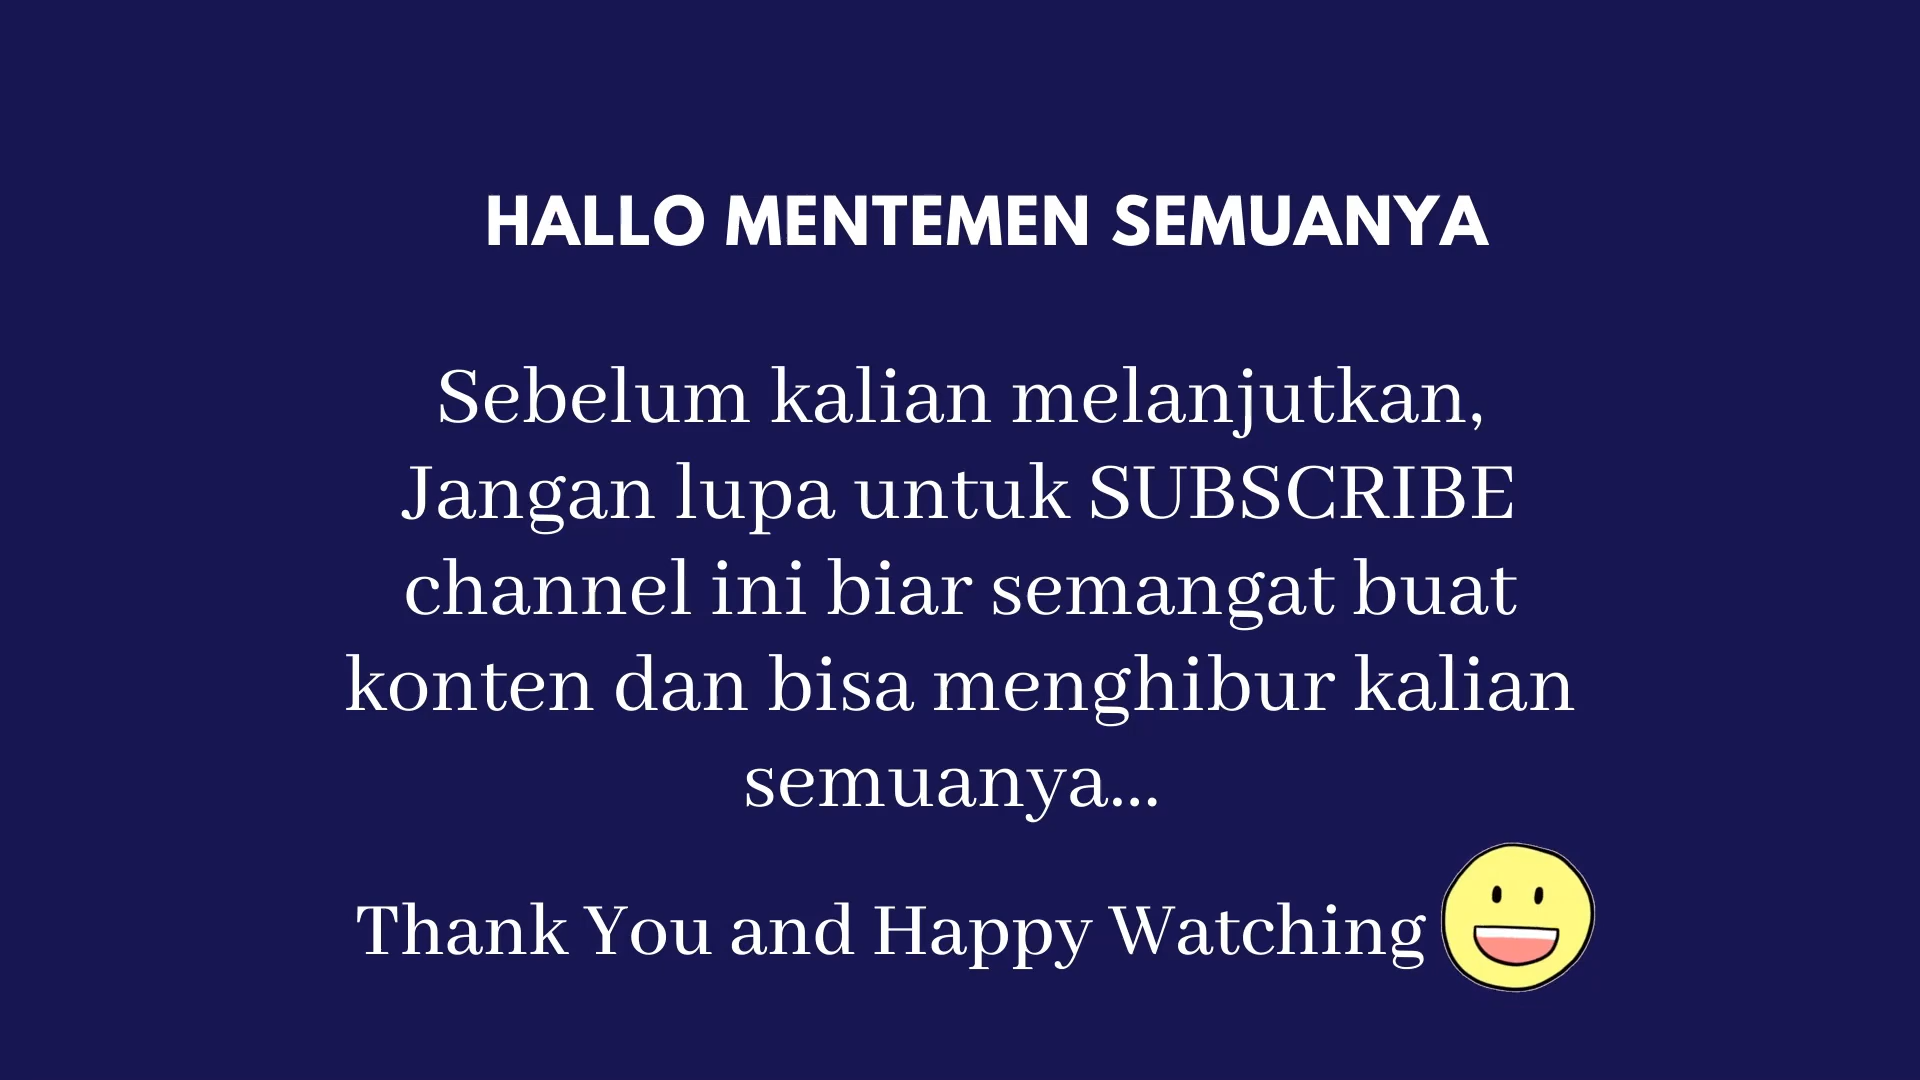 HALLO MENTEMEN SEMUANYA
Sebelum kalian melanjutkan,
Jangan lupa untuk SUBSCRIBE
channel ini biar semangat buat
konten dan bisa menghibur kalian
semuanya...
Thank You and Happy Watching